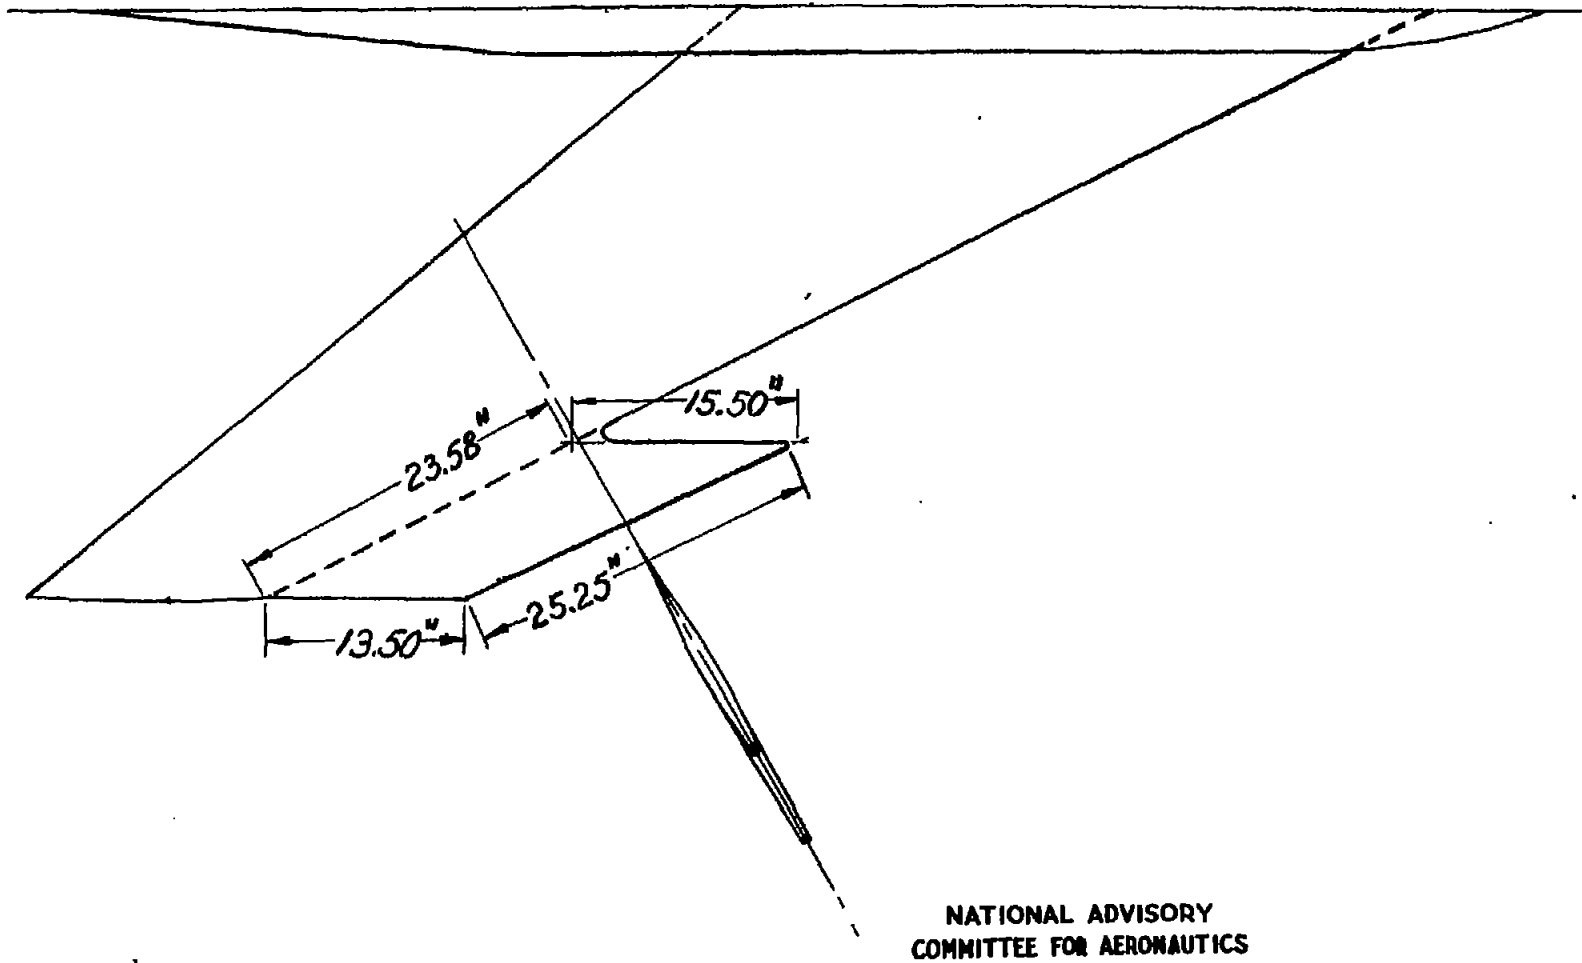 15.50"
23.58"
25.25"
13.50"
NATIONAL ADVISORY
COMMITTEE FOR AERONAUTICS